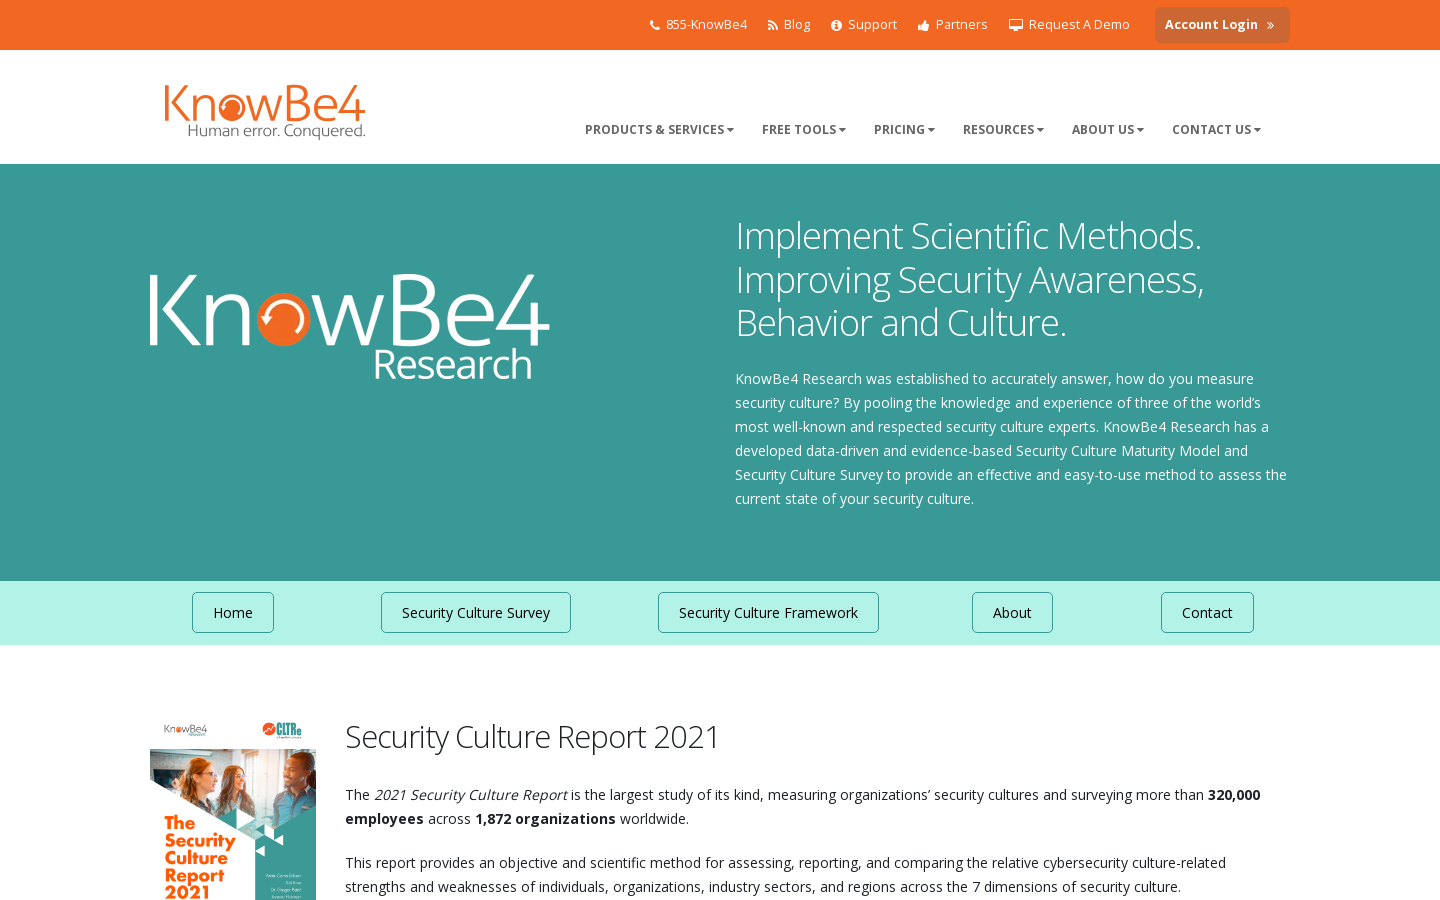 855-KnowBe4 Blog Support Partners Request A Demo Account Login »
KnowBe4
Human error. Conquered.
PRODUCTS & SERVICES FREE TOOLS PRICING RESOURCES ABOUT US CONTACT US
KnowBe4
Research
Implement Scientific Methods.
Improving Security Awareness,
Behavior and Culture.
KnowBe4 Research was established to accurately answer, how do you measure
security culture? By pooling the knowledge and experience of three of the world’s
most well-known and respected security culture experts. KnowBe4 Research has a
developed data-driven and evidence-based Security Culture Maturity Model and
Security Culture Survey to provide an effective and easy-to-use method to assess the
current state of your security culture.
Home Security Culture Survey Security Culture Framework About Contact
KnowBe4
CLTRe
The
Security
Culture
Report
2021
Security Culture Report 2021
The 2021 Security Culture Report is the largest study of its kind, measuring organizations’ security cultures and surveying more than 320,000
employees across 1,872 organizations worldwide.
This report provides an objective and scientific method for assessing, reporting, and comparing the relative cybersecurity culture-related
strengths and weaknesses of individuals, organizations, industry sectors, and regions across the 7 dimensions of security culture.